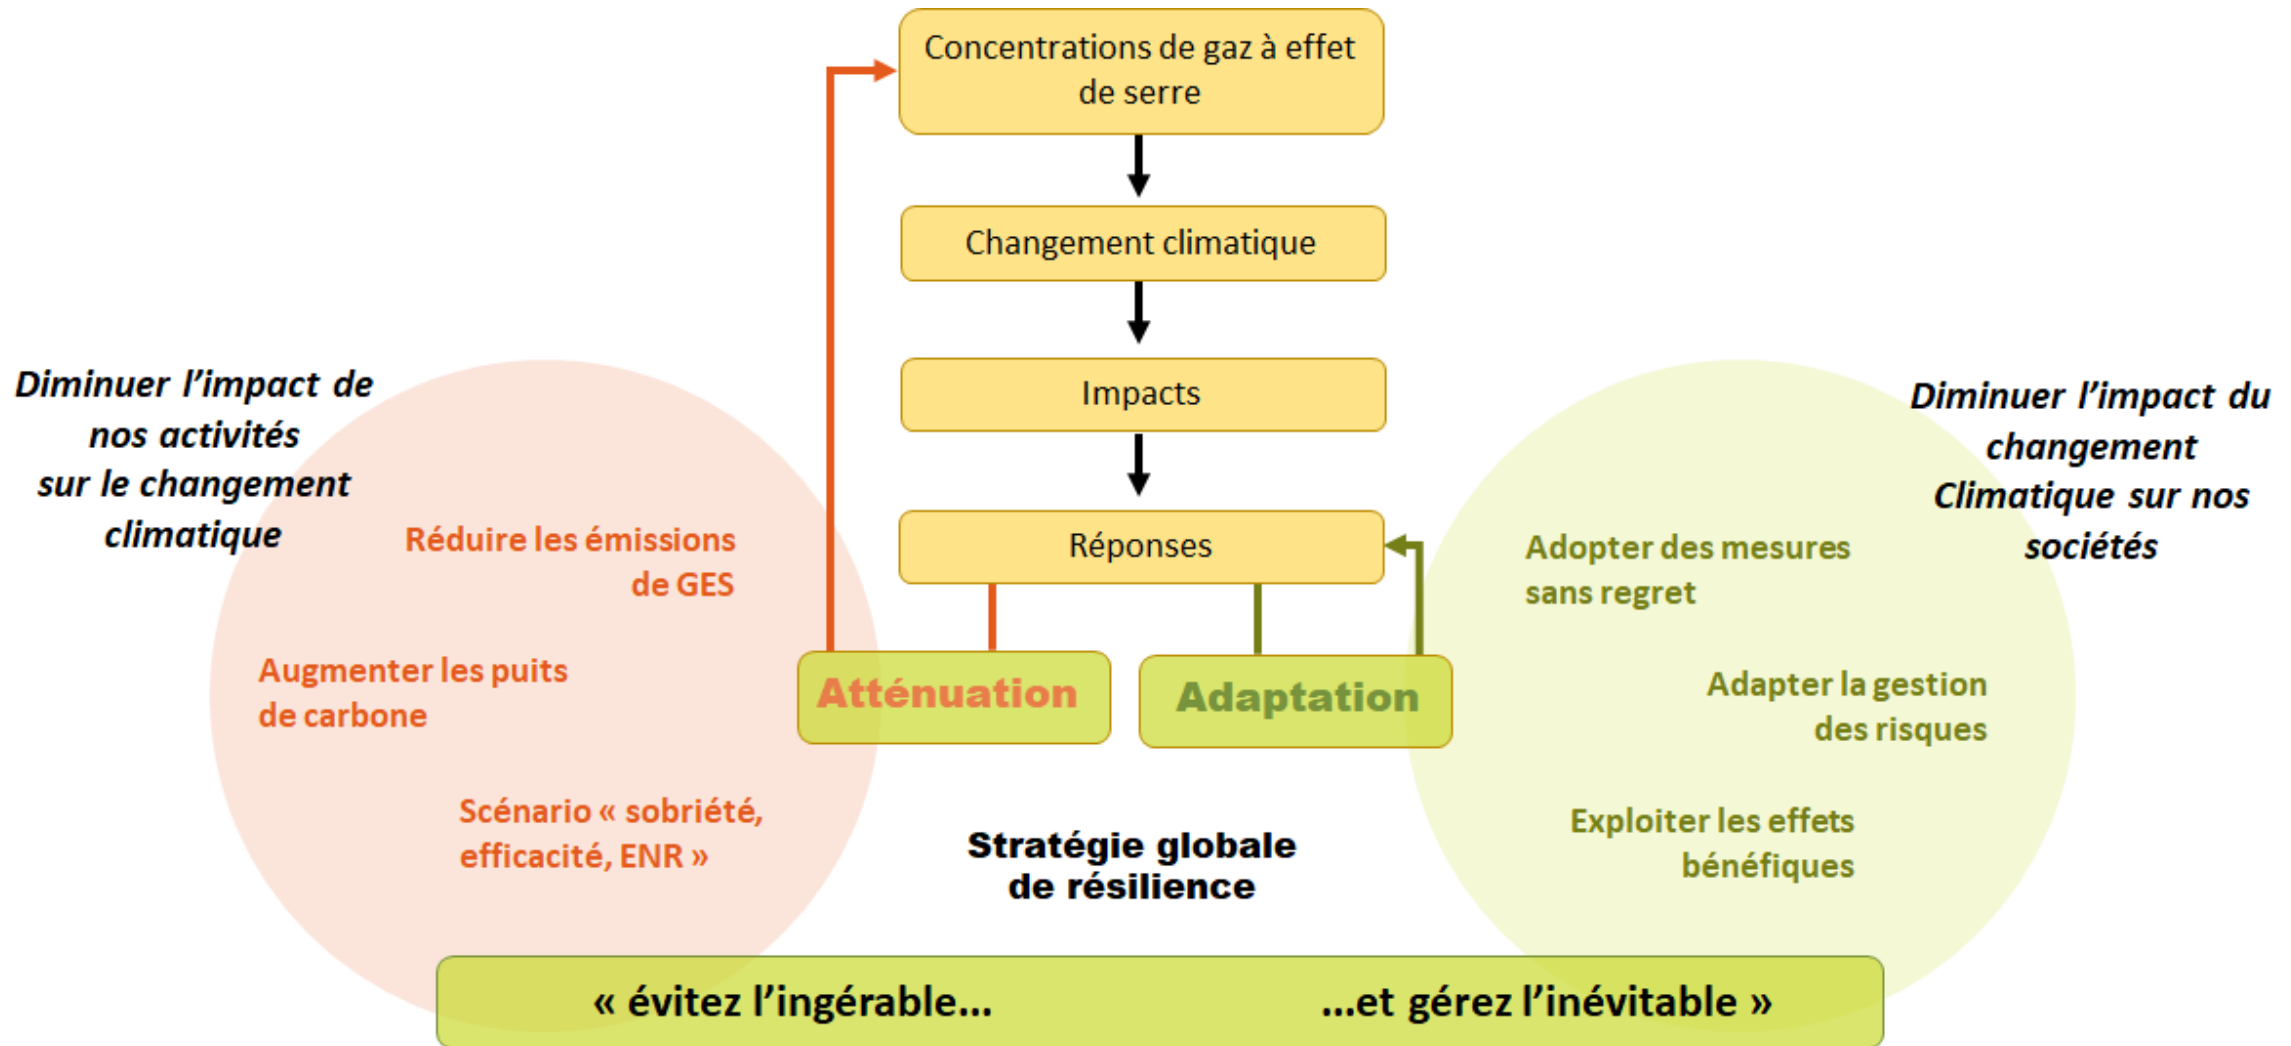 Concentrations de gaz à effet
de serre
Changement climatique
Impacts
Réponses
Diminuer l’impact de
nos activités
sur le changement
climatique
Réduire les émissions
de GES
Augmenter les puits
de carbone
Scénario « sobriété,
efficacité, ENR »
Atténuation
Adaptation
Diminuer l’impact du
changement
Climatique sur nos
sociétés
Adopter des mesures
sans regret
Adapter la gestion
des risques
Exploiter les effets
bénéfiques
Stratégie globale
de résilience
« évitez l’ingérable...
...et gérez l’inévitable »